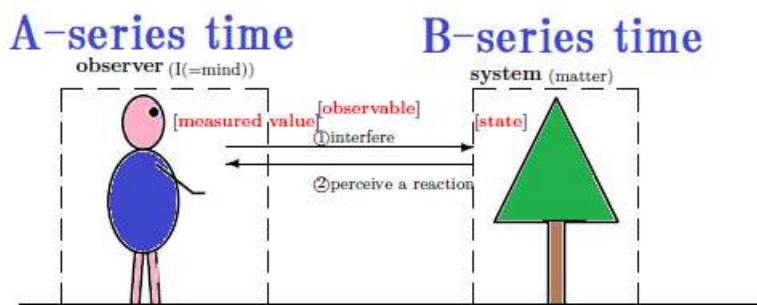 A-series time B-series time
observer (I(=mind)) system (matter)
[observable]
[measured value] [state]
①interfere
②perceive a reaction